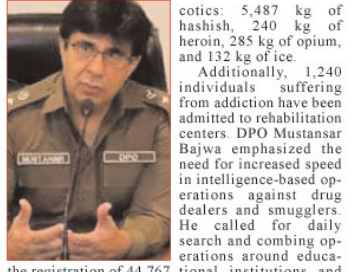 MUSTANSIR
DPO
the registration of 44,767
cotics: 5,487 kg of
hashish, 240 kg of
heroin, 285 kg of opium,
and 132 kg of ice.
Additionally, 1,240
individuals suffering
from addiction have been
admitted to rehabilitation
centers. DPO Mustansar
Bajwa emphasized the
need for increased speed
in intelligence-based op-
erations against drug
dealers and smugglers.
He called for daily
search and combing op-
erations around educa-
tional institutions and